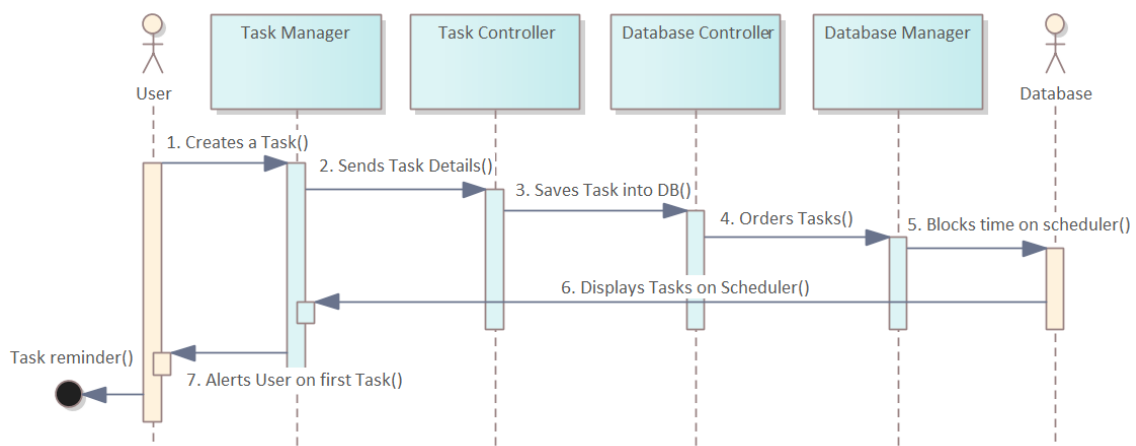 Task Manager
Task Controller
Database Controller
Database Manager
User
Database
1. Creates a Task()
2. Sends Task Details()
3. Saves Task into DB()
4. Orders Tasks()
5. Blocks time on scheduler()
6. Displays Tasks on Scheduler()
Task reminder()
7. Alerts User on first Task()